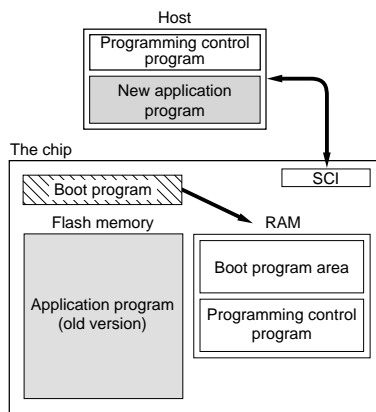 Host
Programming control
program
New application
program
The chip
SCI
Boot program
Flash memory
RAM
Application program
(old version)
Boot program area
Programming control
program